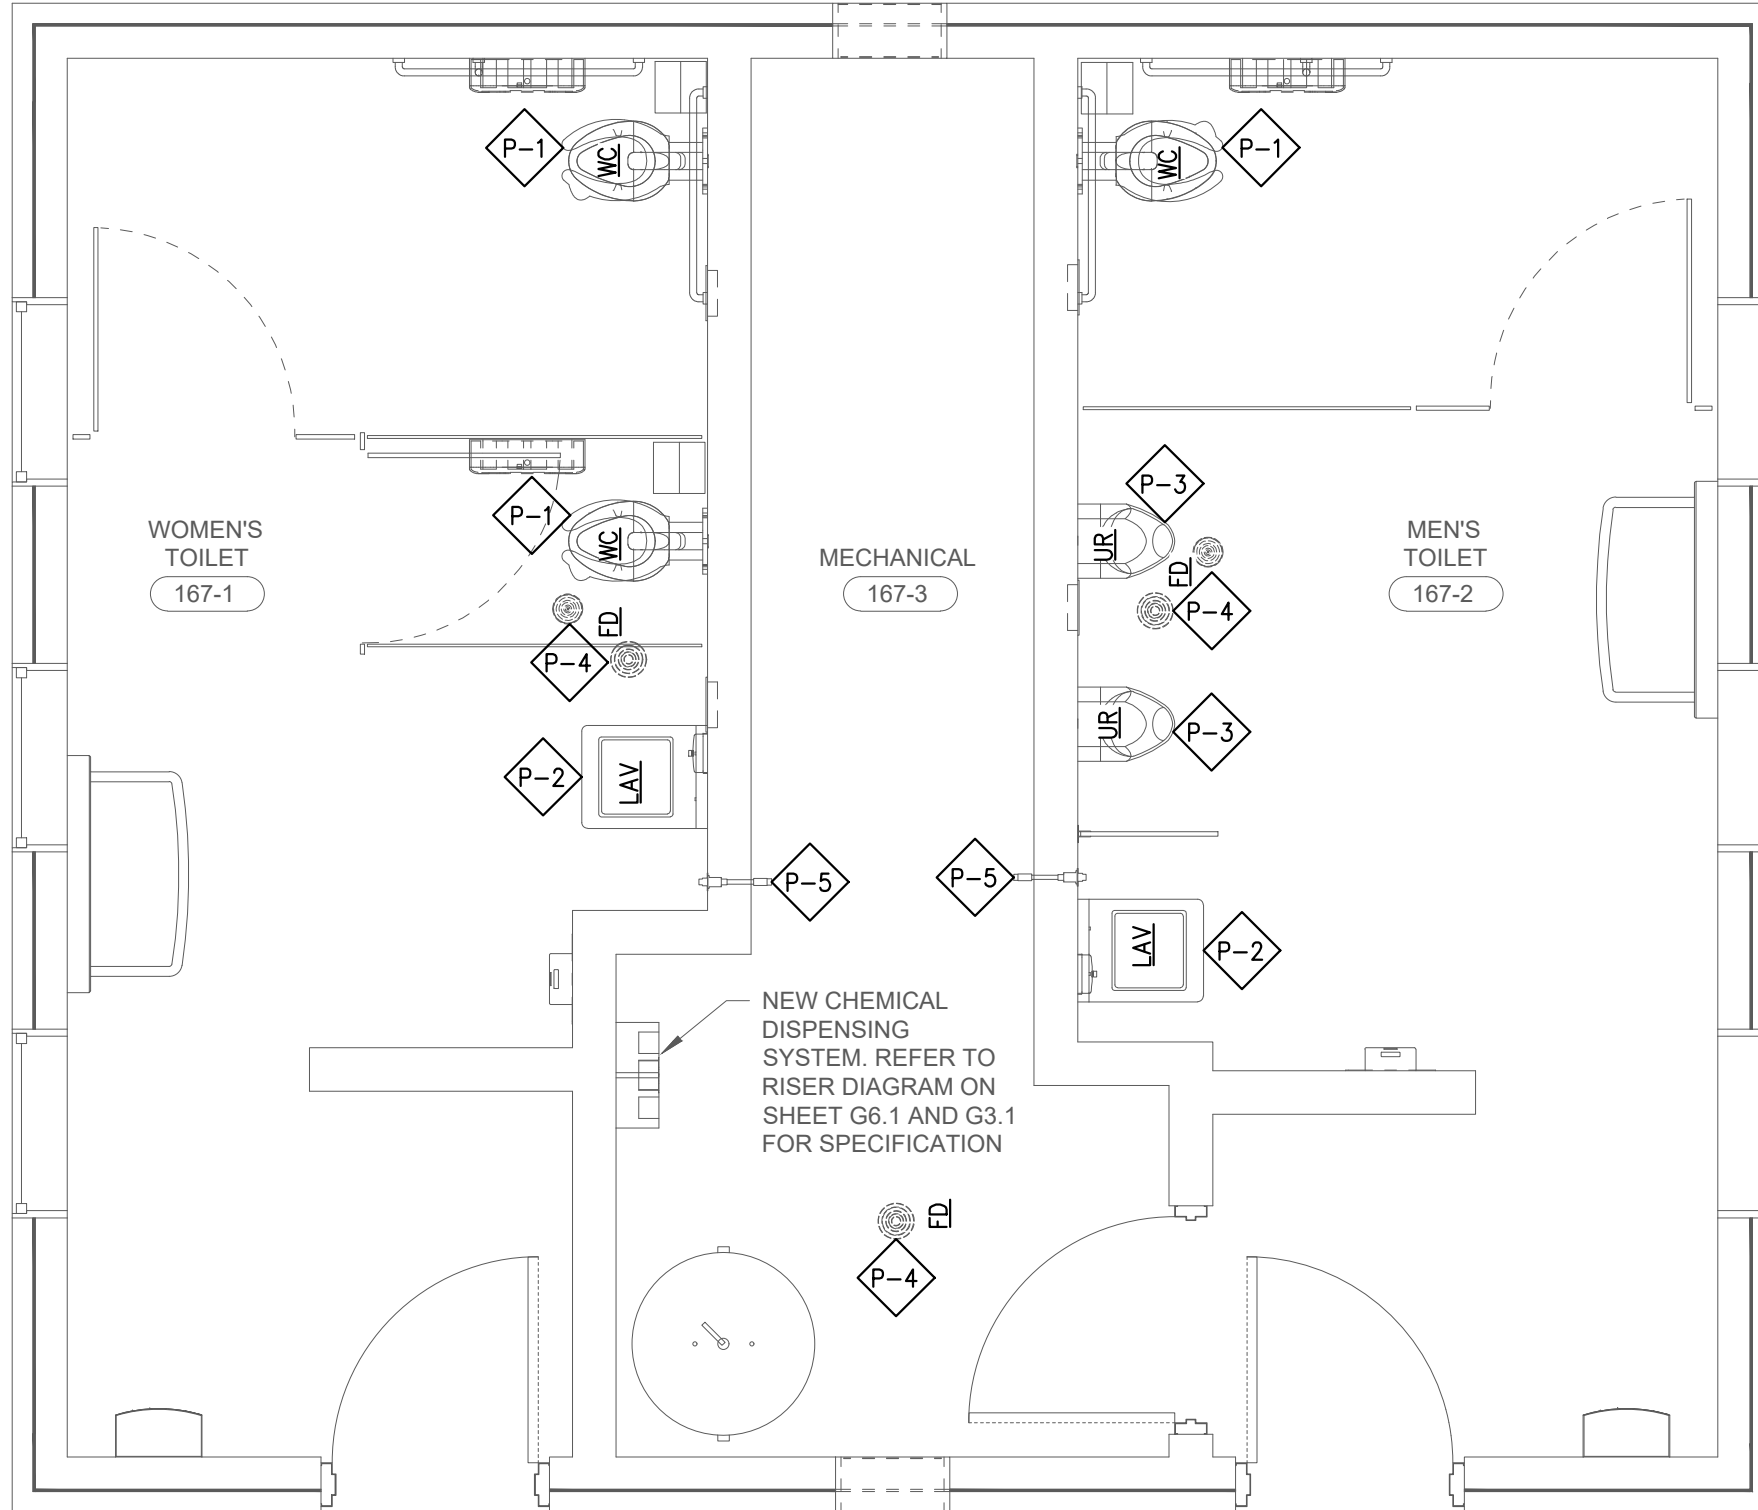 P-1
WC
WC
P-1
P-1
WC
WOMEN'S
TOILET
167-1
FD
P-4
P-2
LAV
MECHANICAL
167-3
P-3
UR
FD
P-4
UR
P-3
MEN'S
TOILET
167-2
P-5
P-5
LAV
P-2
NEW CHEMICAL
DISPENSING
SYSTEM. REFER TO
RISER DIAGRAM ON
SHEET G6.1 AND G3.1
FOR SPECIFICATION
FD
P-4